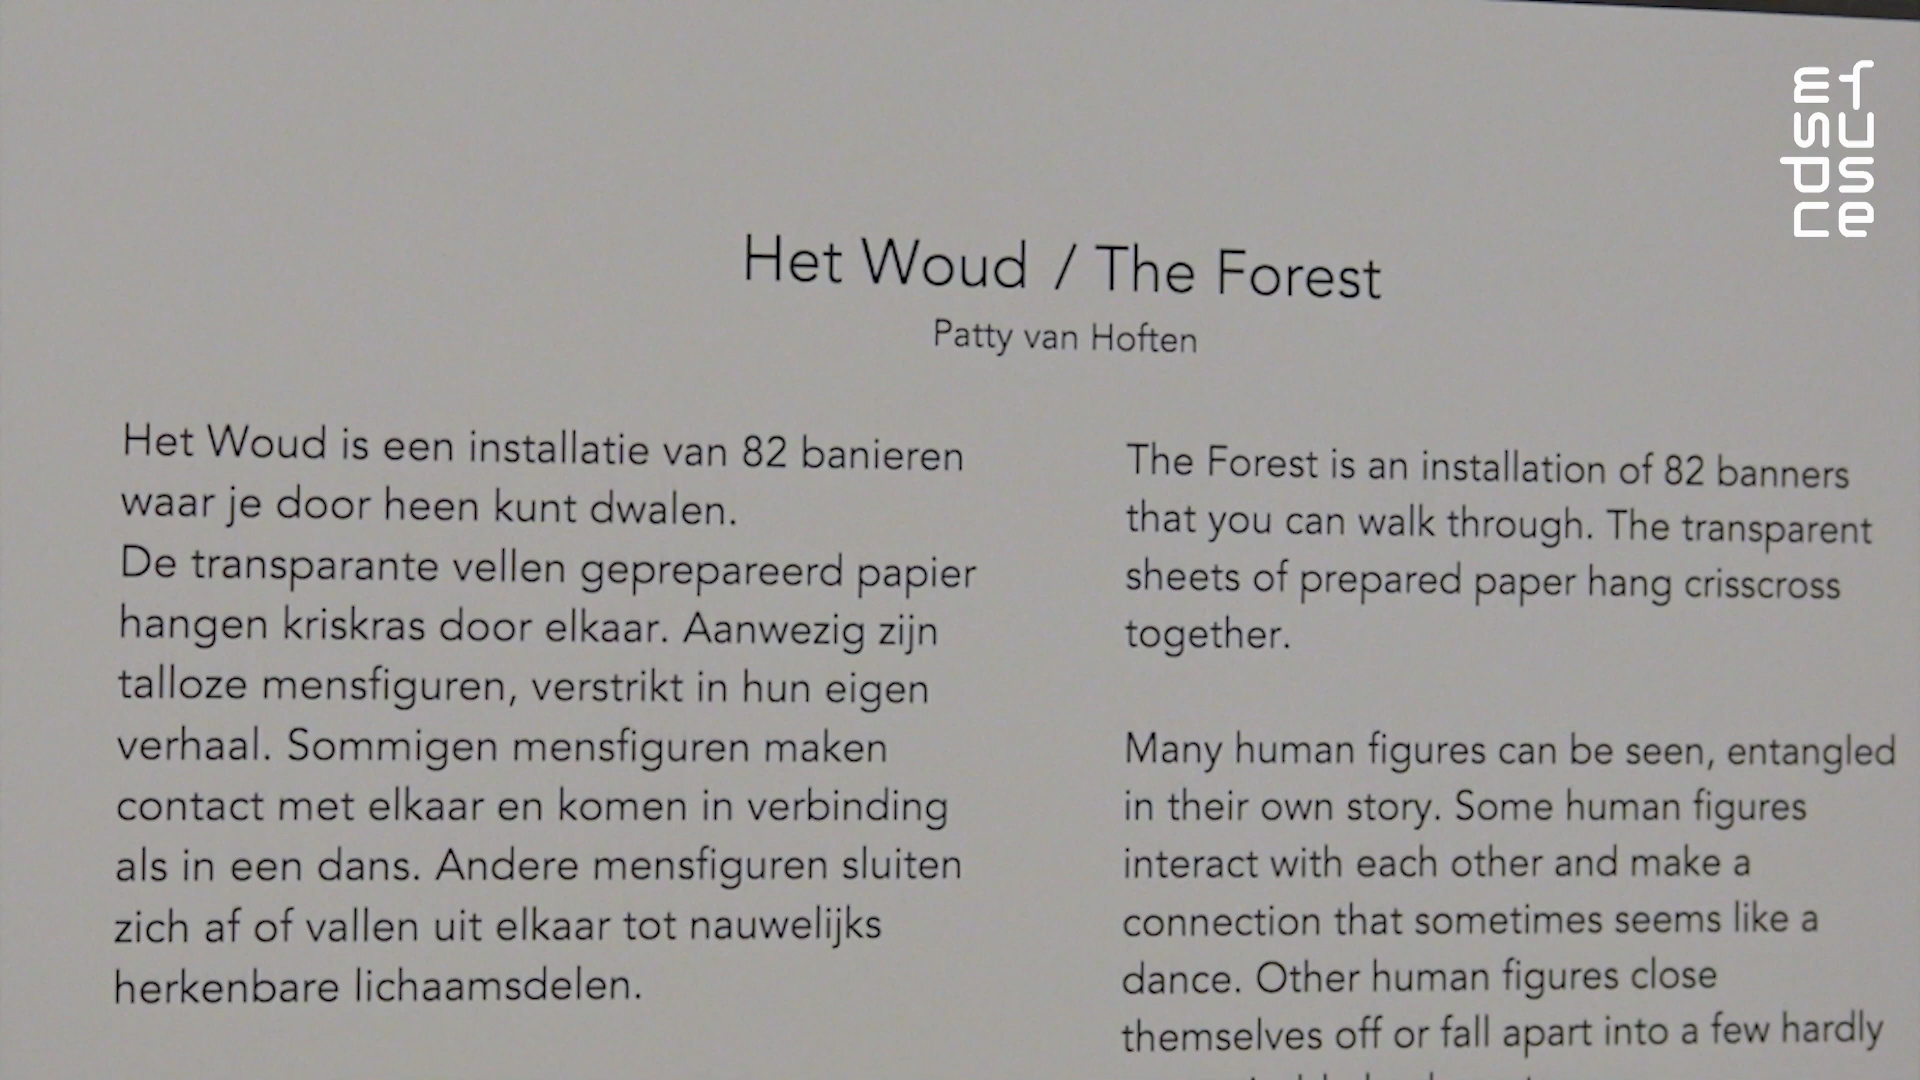 Het Woud / The Forest
Patty van Hoften
Het Woud is een installatie van 82 banieren
waar je door heen kunt dwalen.
De transparante vellen geprepareerd papier
hangen kriskras door elkaar. Aanwezig zijn
talloze mensfiguren, verstrikt in hun eigen
verhaal. Sommigen mensfiguren maken
contact met elkaar en komen in verbinding
als in een dans. Andere mensfiguren sluiten
zich af of vallen uit elkaar tot nauwelijks
herkenbare lichaamsdelen.
The Forest is an installation of 82 banners
that you can walk through. The transparent
sheets of prepared paper hang crisscross
together.
Many human figures can be seen, entangled
in their own story. Some human figures
interact with each other and make a
connection that sometimes seems like a
dance. Other human figures close
themselves off or fall apart into a few hardly